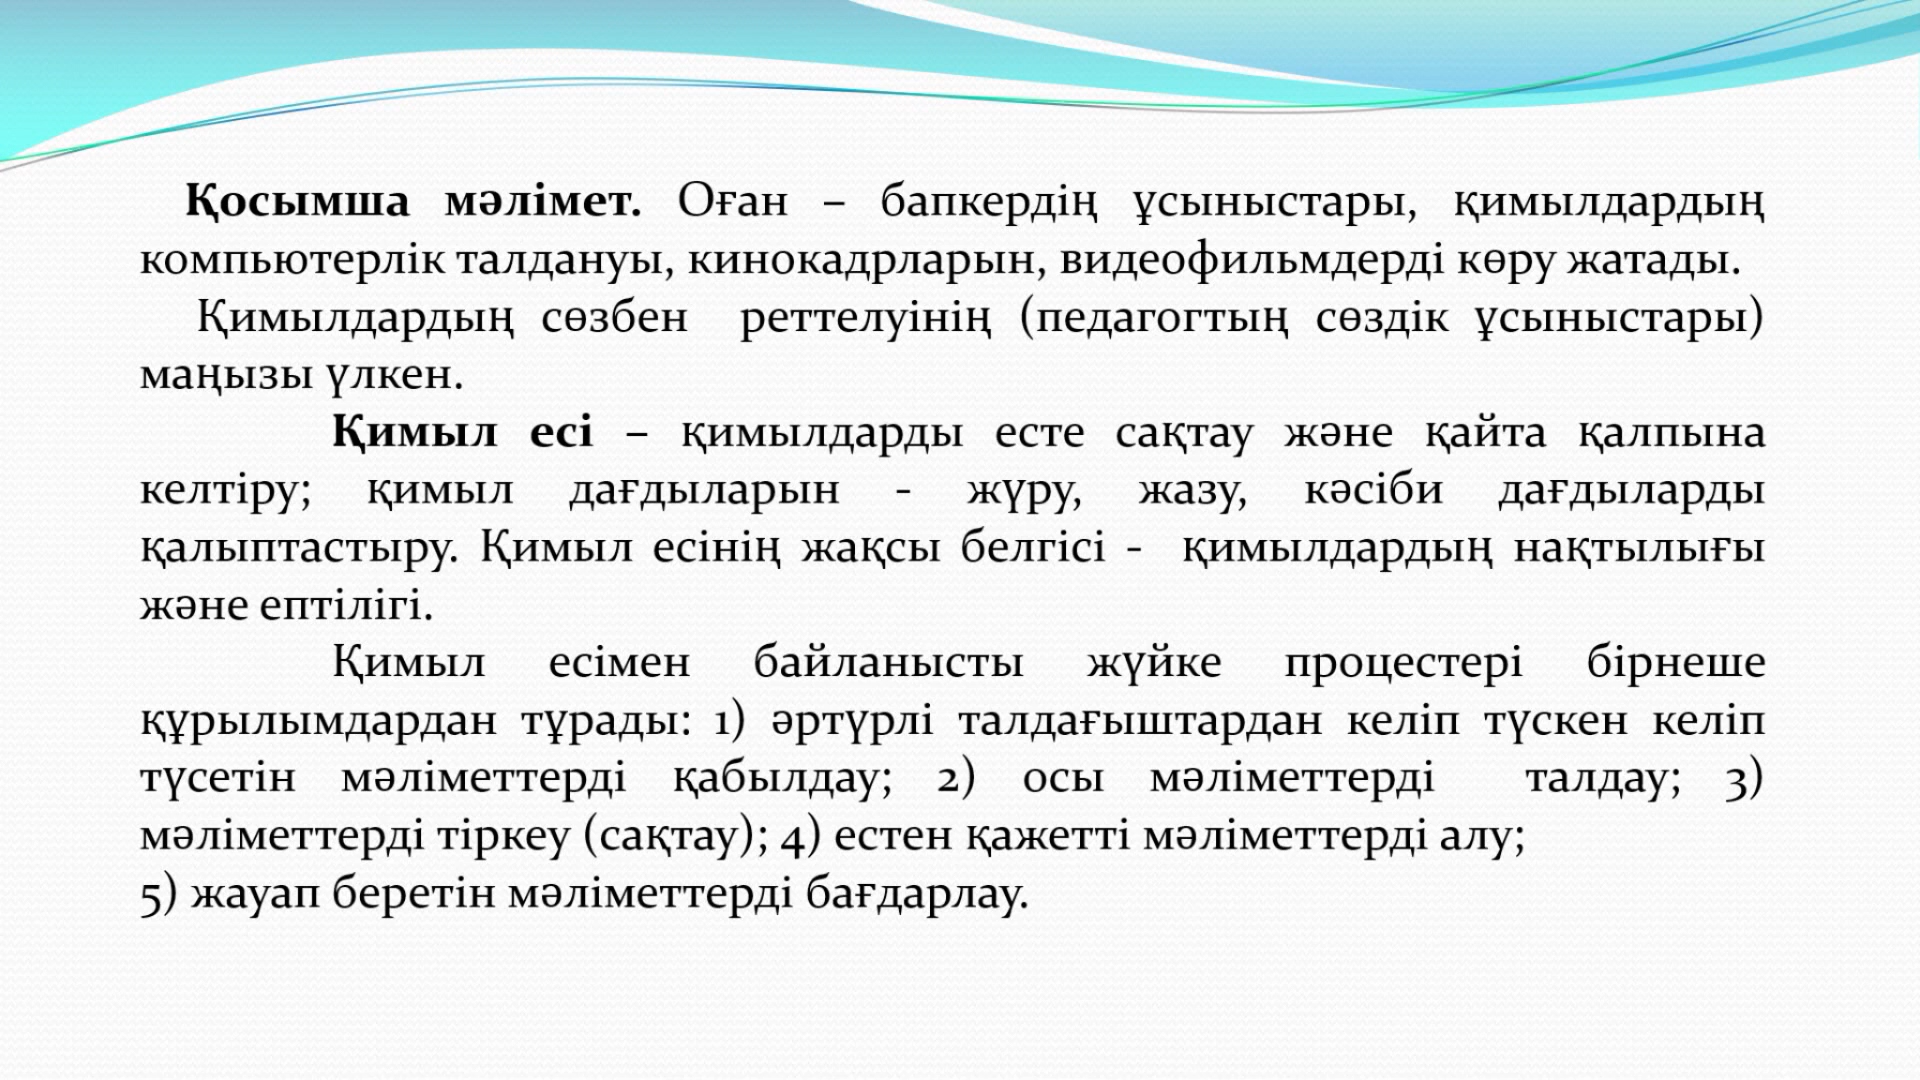 Қосымша мәлімет. Оған – бапкердің ұсыныстары, қимылдардың
компьютерлік талдануы, кинокадрларын, видеофильмдерді көру жатады.
Қимылдардың сөзбен реттелуінің (педагогтың сөздік ұсыныстары)
маңызы үлкен.
Қимыл есі – қимылдарды есте сақтау және қайта қалпына
келтіру; қимыл дағдыларын - жүру, жазу, кәсіби дағдыларды
қалыптастыру. Қимыл есінің жақсы белгісі - қимылдардың нақтылығы
және ептілігі.
Қимыл есімен байланысты жүйке процестері бірнеше
құрылымдардан тұрады: 1) әртүрлі талдағыштардан келіп түскен келіп
түсетін мәліметтерді қабылдау; 2) осы мәліметтерді талдау; 3)
мәліметтерді тіркеу (сақтау); 4) естен қажетті мәліметтерді алу;
5) жауап беретін мәліметтерді бағдарлау.